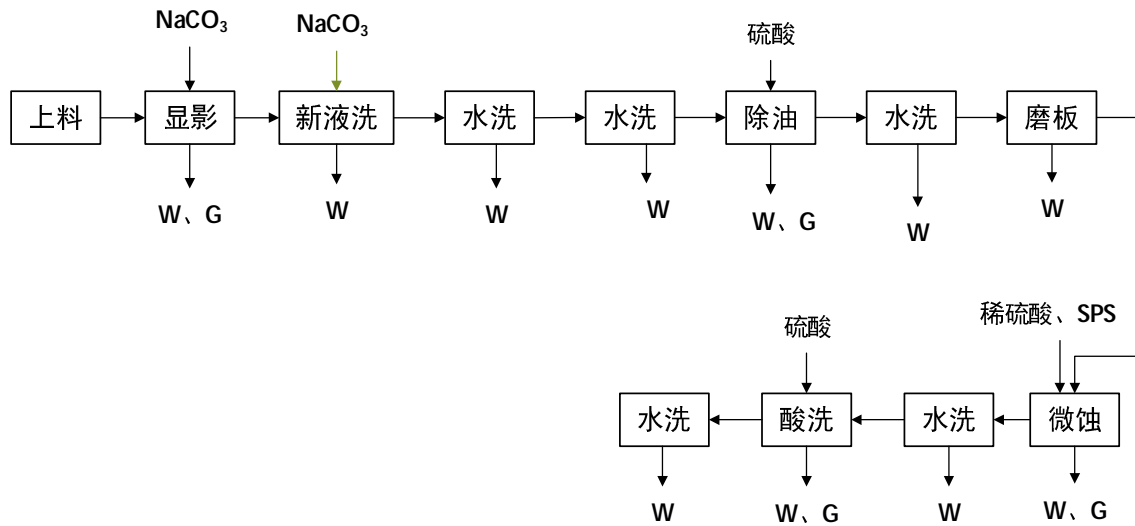 NaCO₃ NaCO₃ 硫酸
上料 显影 新液洗 水洗 水洗 除油 水洗 磨板
W、G W W W W、G W W
稀硫酸、SPS
硫酸
水洗 酸洗 水洗 微蚀
W W、G W W、G